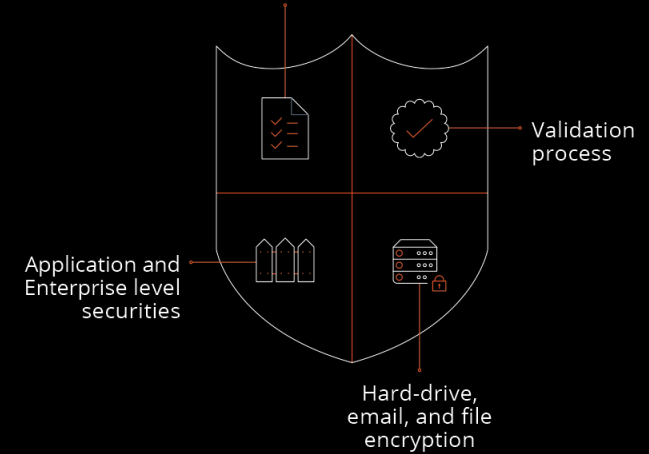 Validation
process
Application and
Enterprise level
securities
Hard-drive,
email, and file
encryption